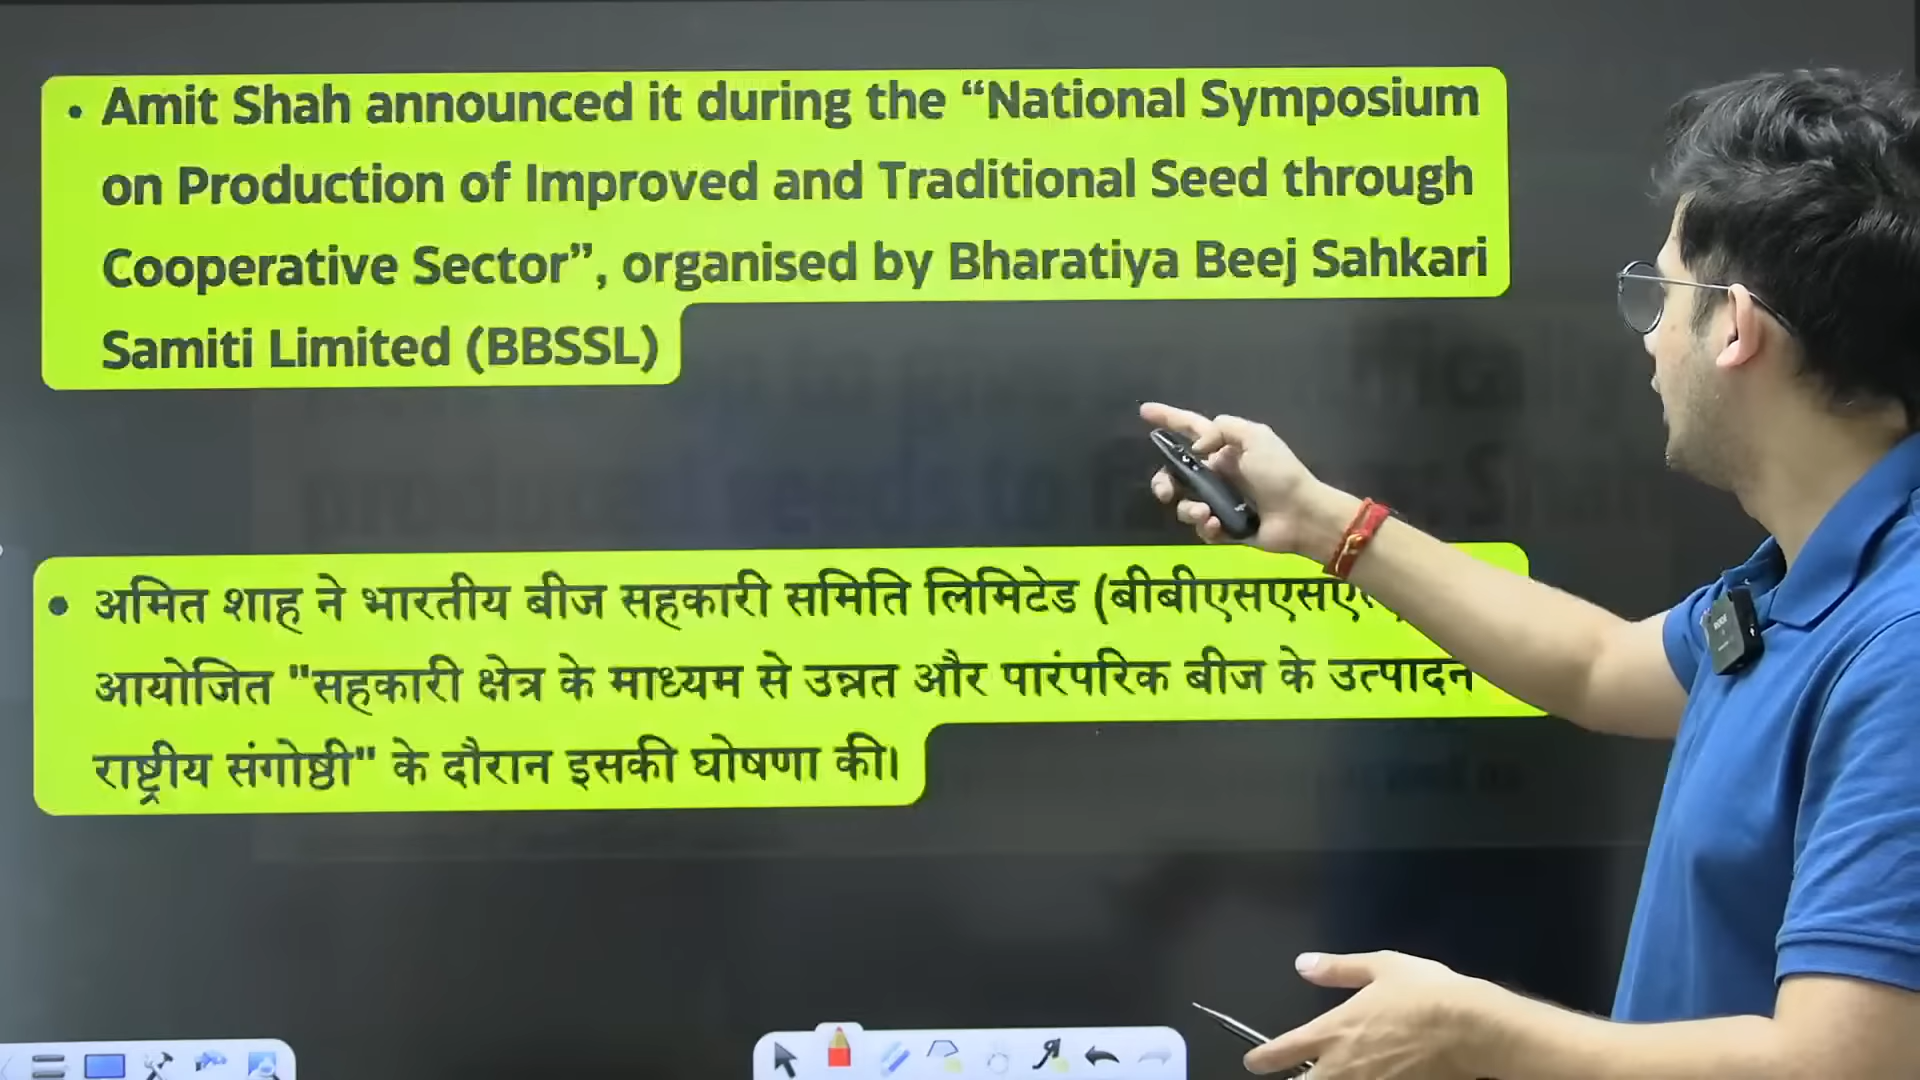 • Amit Shah announced it during the “National Symposium
on Production of Improved and Traditional Seed through
Cooperative Sector”, organised by Bharatiya Beej Sahkari
Samiti Limited (BBSSL)
• अमित शाह ने भारतीय बीज सहकारी समिति लिमिटेड
आयोजित "सहकारी क्षेत्र के माध्यम से उन्नत और पारंपरिक बीज के उत्पादन
राष्ट्रीय संगोष्ठी" के दौरान इसकी घोषणा की।